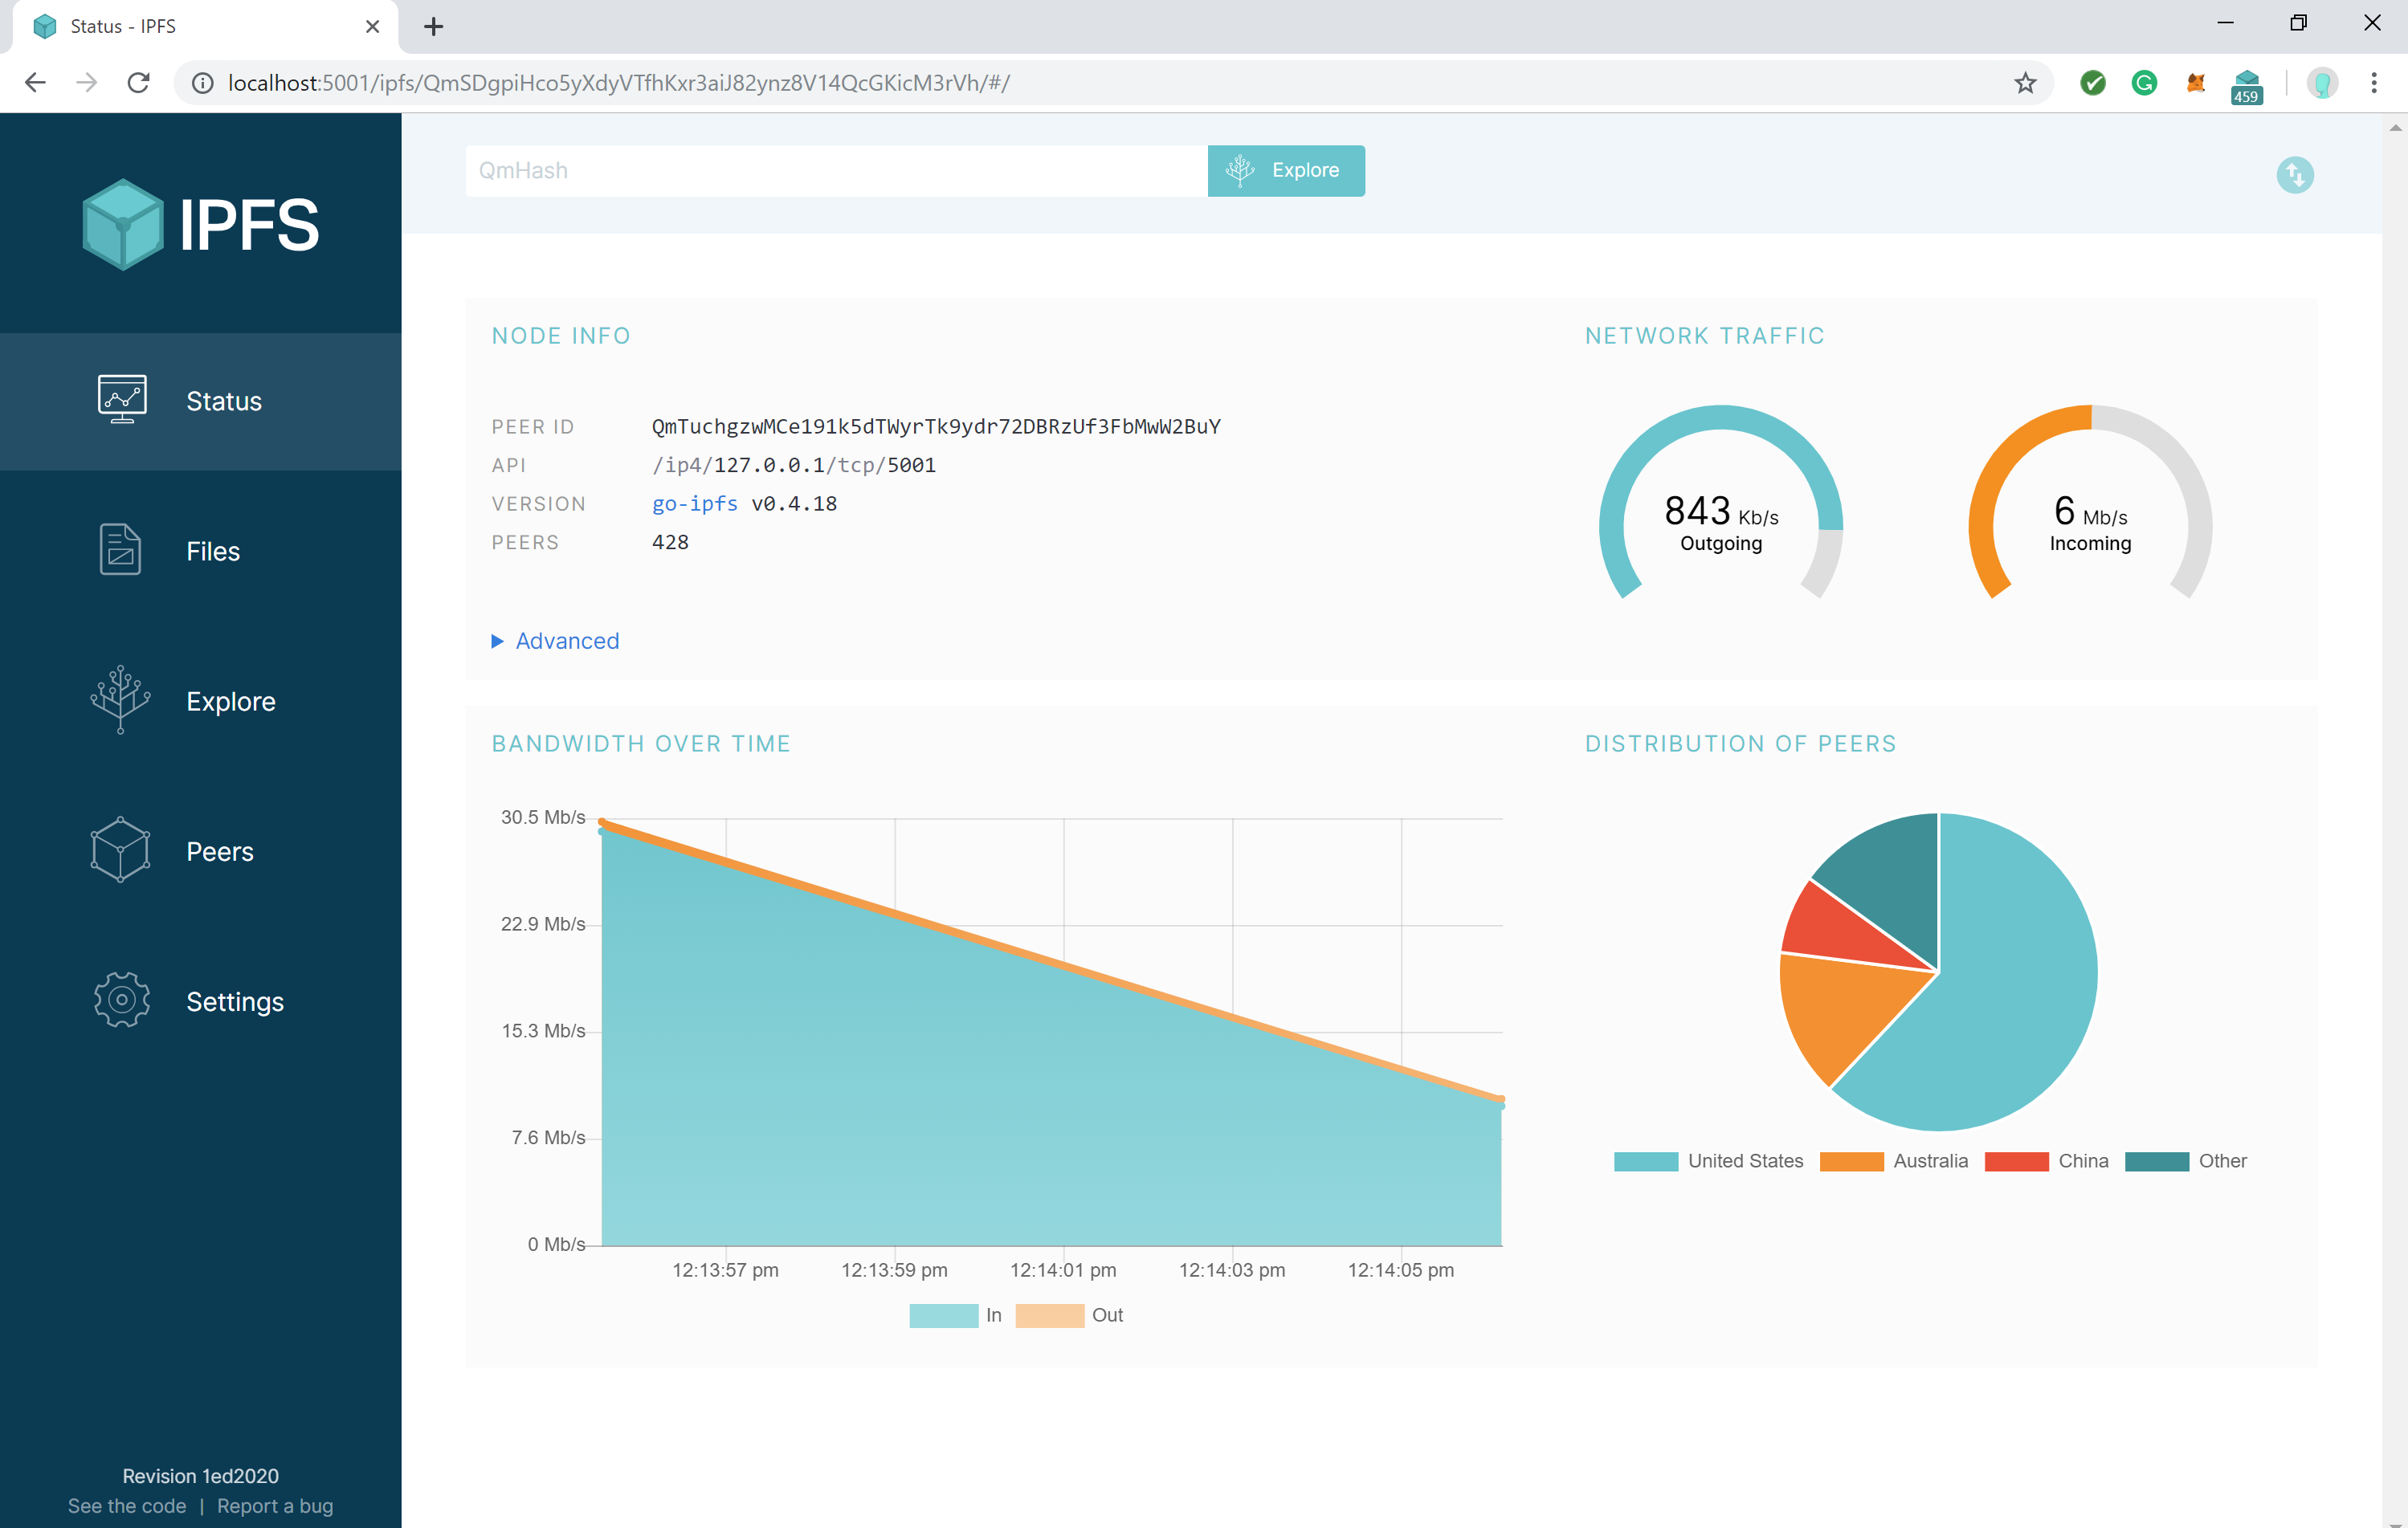 Status - IPFS
localhost:5001/ipfs/QmSDgpiHco5yXdyVTfhKxr3aiJ82ynz8V14QcGKicM3rVh/#/
459
IPFS
Status
Files
Explore
Peers
Settings
Revision 1ed2020
See the code | Report a bug
QmHash
Explore
NODE INFO
PEER ID QmTuchgzwMCe191k5dTWyrTk9ydr72DBRzUf3FbMwW2BuY
API /ip4/127.0.0.1/tcp/5001
VERSION go-ipfs v0.4.18
PEERS 428
Advanced
NETWORK TRAFFIC
843 Kb/s
Outgoing
6 Mb/s
Incoming
BANDWIDTH OVER TIME
30.5 Mb/s
22.9 Mb/s
15.3 Mb/s
7.6 Mb/s
0 Mb/s
12:13:57 pm 12:13:59 pm 12:14:01 pm 12:14:03 pm 12:14:05 pm
In Out
DISTRIBUTION OF PEERS
United States Australia China Other